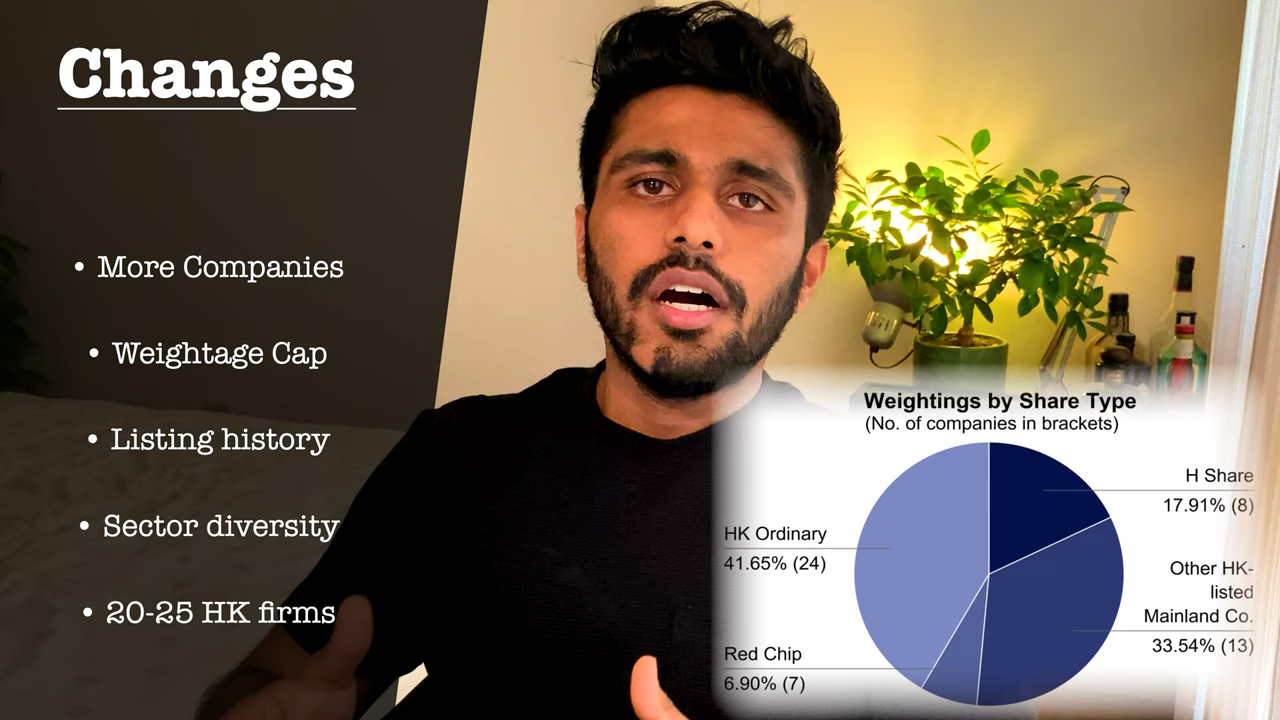 Changes
• More Companies
• Weightage Cap
• Listing history
• Sector diversity
• 20-25 HK firms
Weightings by Share Type
(No. of companies in brackets)
H Share
17.91% (8)
HK Ordinary
41.65% (24)
Other HK-
listed
Mainland Co.
33.54% (13)
Red Chip
6.90% (7)